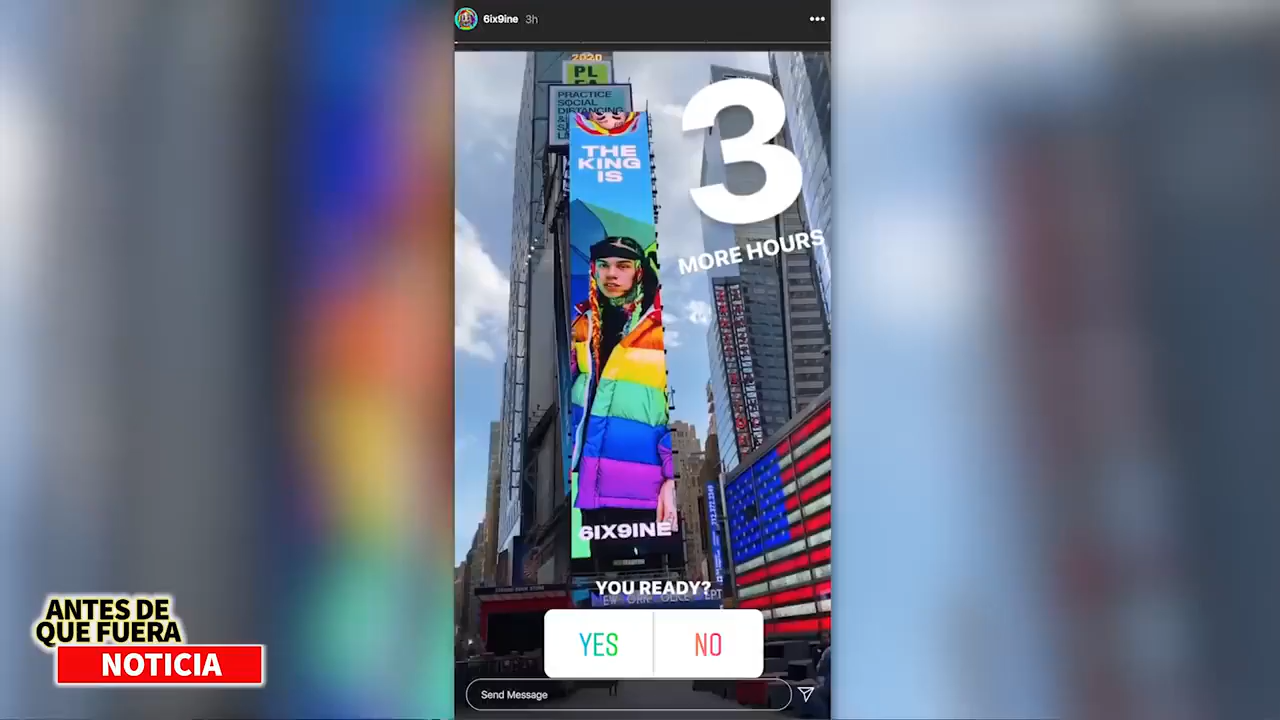 6ix9ine 3h
2020
PL
PRACTICE
SOCIAL
DISTANCING
THE
KING
IS
3
MORE HOURS
6IX9INE
YOU READY?
YES
NO
Send Message
ANTES DE
QUE FUERA
NOTICIA